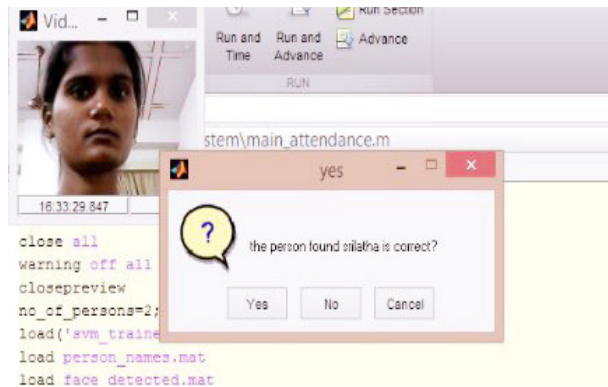 Vid...
Run Section
Run and Time
Run and Advance
Advance
RUN
stem\main_attendance.m
yes
16:33:29.847
the person found srilatha is correct?
Yes No Cancel
close all
warning off all
closepreview
no_of_persons=2;
load('svm_traine
load person_names.mat
load face_detected.mat